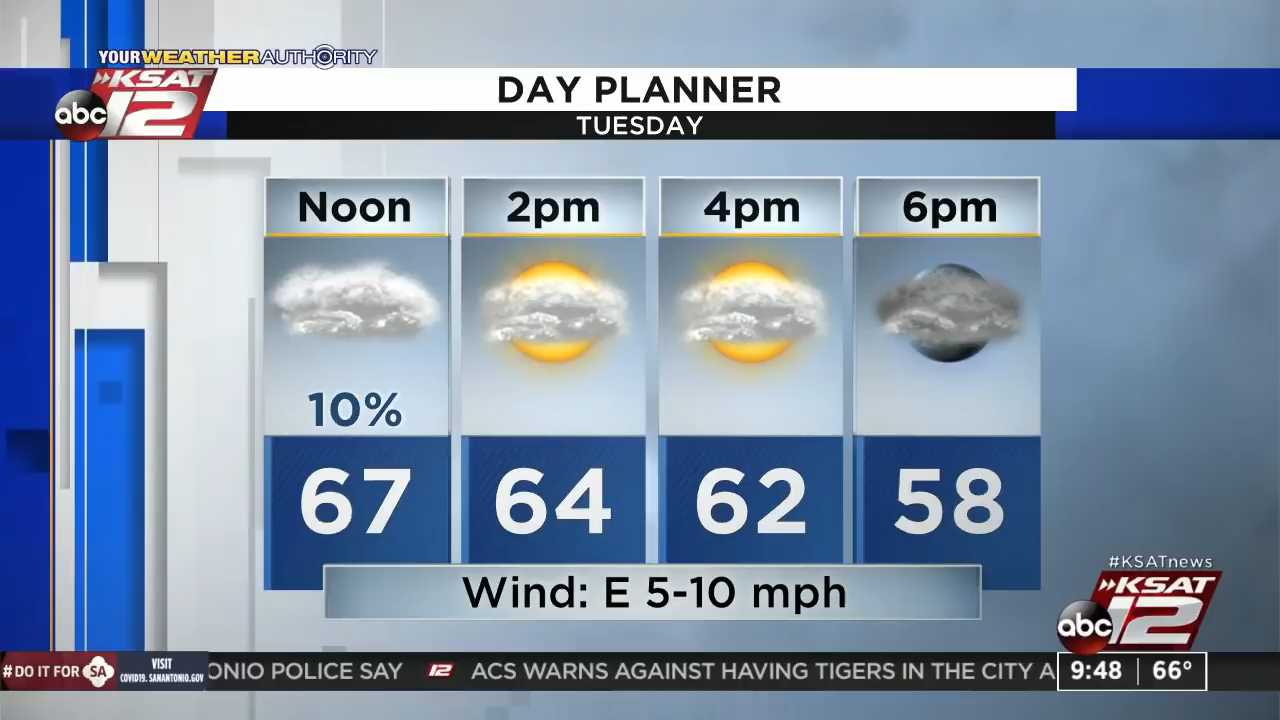 YOURWEATHERAUTHORITY
KSAT
abc 12
DAY PLANNER
TUESDAY
Noon
2pm
4pm
6pm
10%
67
64
62
58
Wind: E 5-10 mph
#KSATnews
KSAT
abc 12
#DO IT FOR SA
VISIT
COVID19.SANANTONIO.GOV
ONIO POLICE SAY 12 ACS WARNS AGAINST HAVING TIGERS IN THE CITY A
9:48 66°